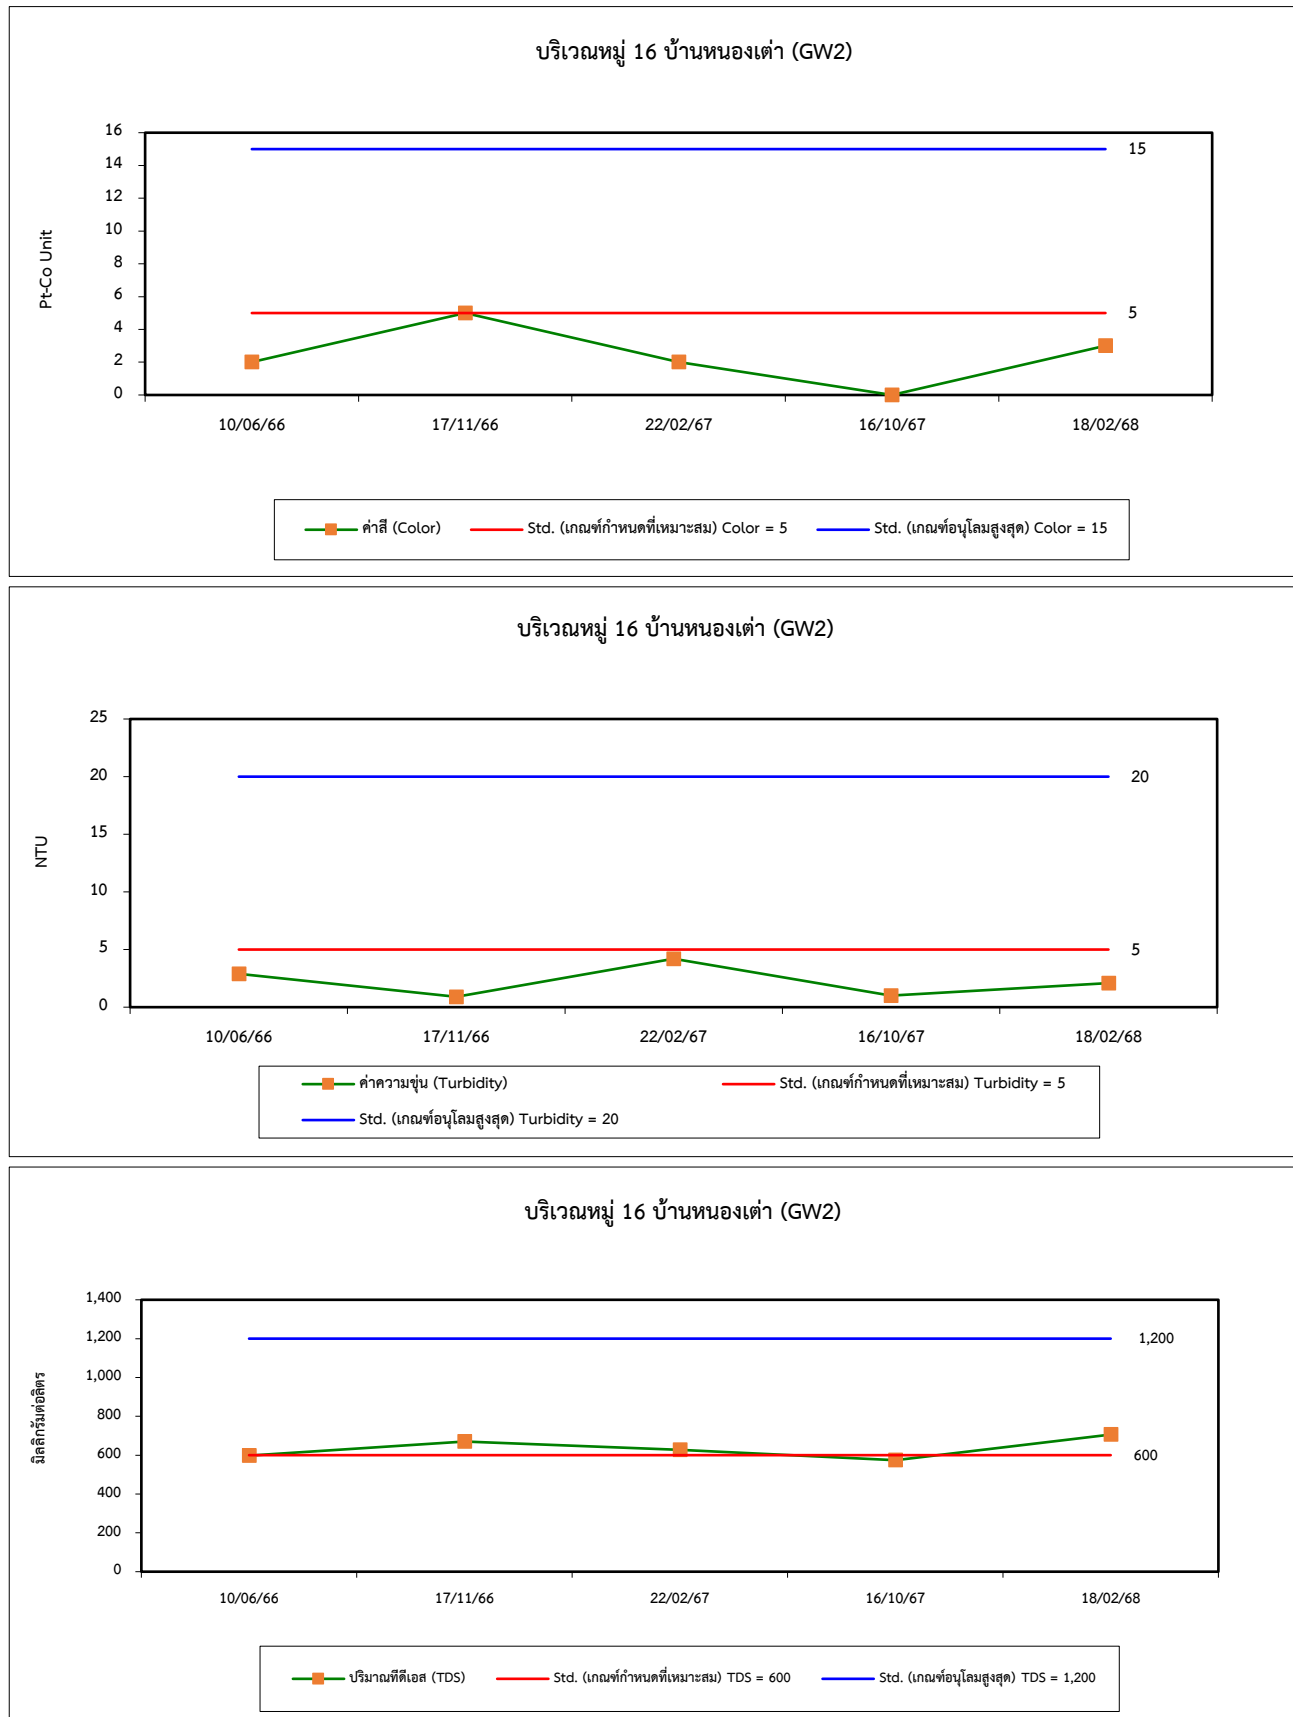 บริเวณหมู่ 16 บ้านหนองเต่า (GW2)
16
14
12
10
8
6
4
2
0
Pt-Co Unit
15
5
10/06/66 17/11/66 22/02/67 16/10/67 18/02/68
ค่าสี (Color) Std. (เกณฑ์กำหนดที่เหมาะสม) Color = 5 Std. (เกณฑ์อนุโลมสูงสุด) Color = 15
บริเวณหมู่ 16 บ้านหนองเต่า (GW2)
25
20
15
10
5
0
NTU
20
5
10/06/66 17/11/66 22/02/67 16/10/67 18/02/68
ค่าความขุ่น (Turbidity) Std. (เกณฑ์กำหนดที่เหมาะสม) Turbidity = 5
Std. (เกณฑ์อนุโลมสูงสุด) Turbidity = 20
บริเวณหมู่ 16 บ้านหนองเต่า (GW2)
1,400
1,200
1,000
800
600
400
200
0
มิลลิกรัมต่อลิตร
1,200
600
10/06/66 17/11/66 22/02/67 16/10/67 18/02/68
ปริมาณทีดีเอส (TDS) Std. (เกณฑ์กำหนดที่เหมาะสม) TDS = 600 Std. (เกณฑ์อนุโลมสูงสุด) TDS = 1,200